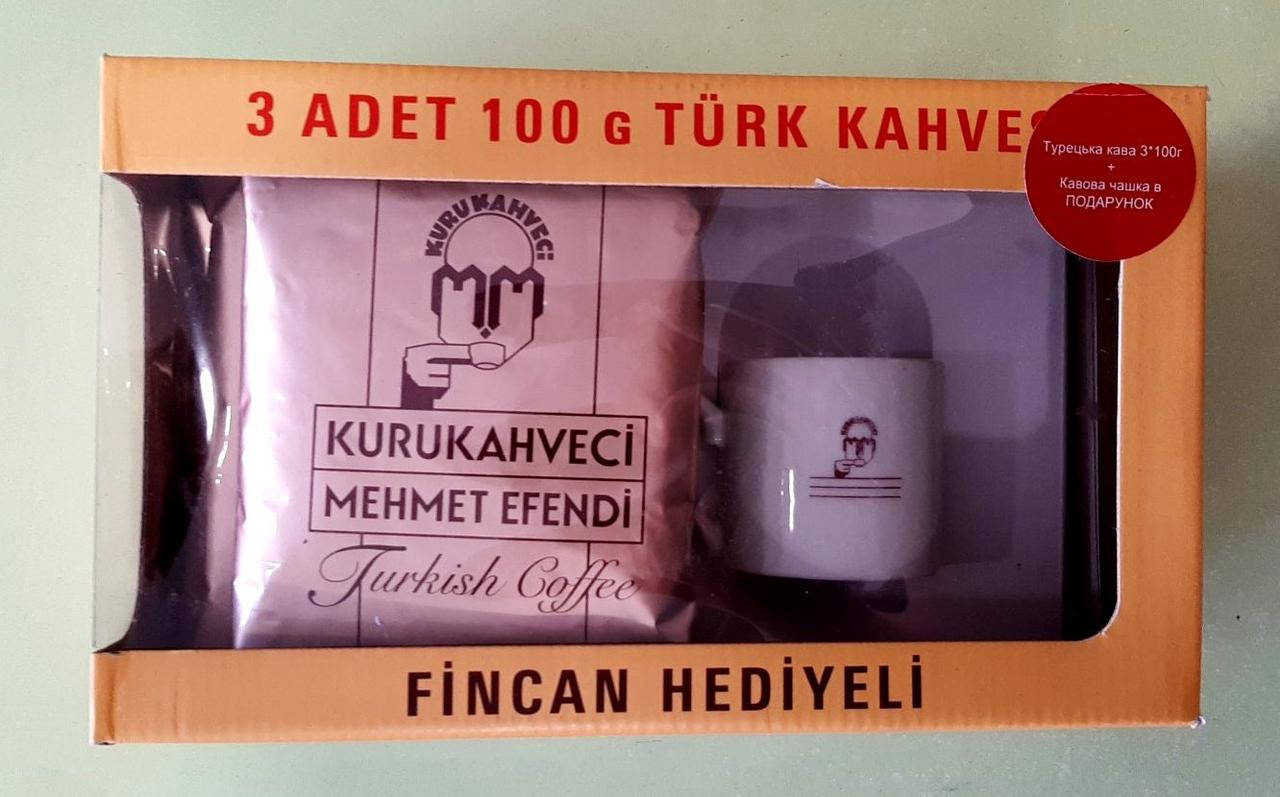 3 ADET 100 G TÜRK KAHVES
Турецька кава 3*100г
+
Кавова чашка в
ПОДАРУНОК
KURUKAHVECİ
KURUKAHVECİ
MEHMET EFENDİ
Turkish Coffee
FİNCAN HEDİYELİ